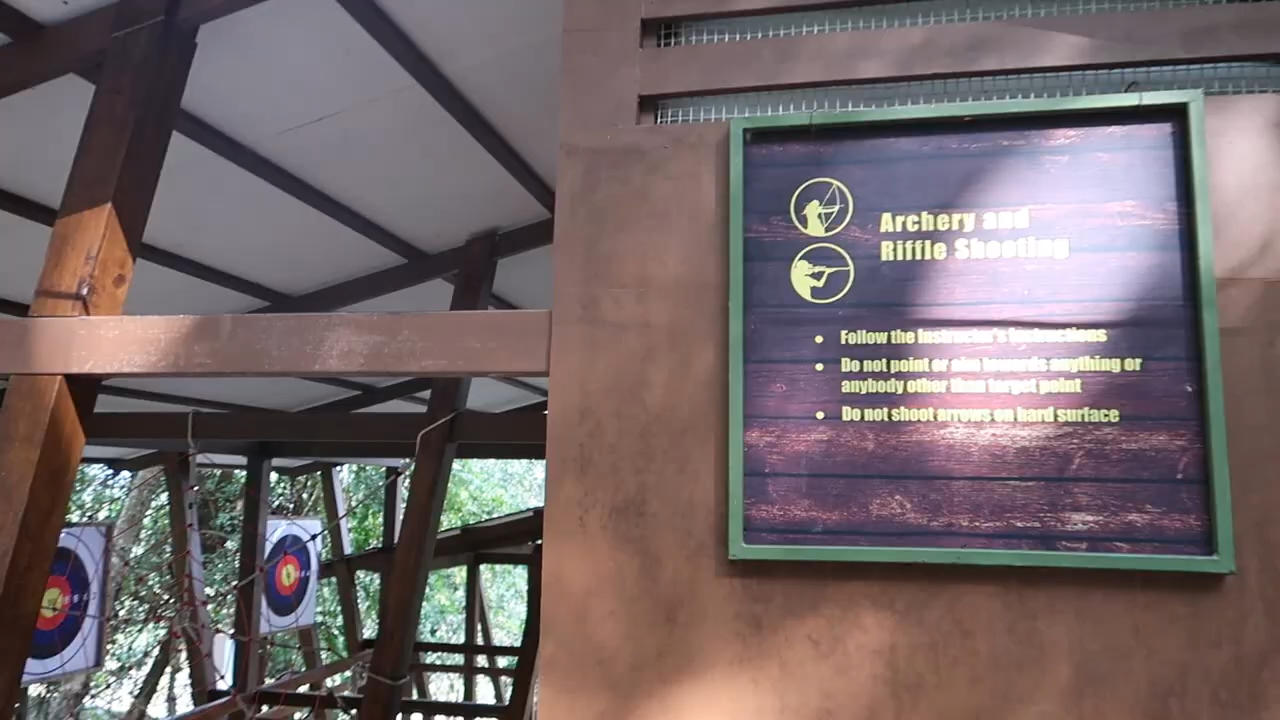 Archery and
Riffle Shooting
• Follow the Instructor's Instructions
• Do not point or aim towards anything or
anybody other than target point
• Do not shoot arrows on hard surface